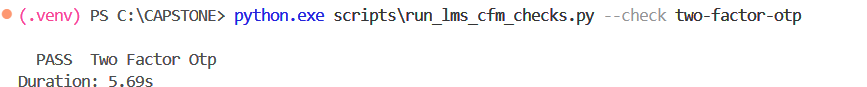 (.venv) PS C:\CAPSTONE> python.exe scripts\run_lms_cfm_checks.py --check two-factor-otp
PASS Two Factor Otp
Duration: 5.69s